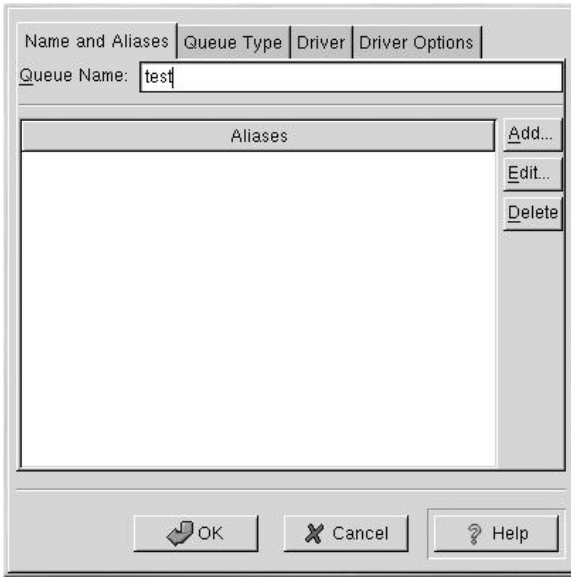 Name and Aliases Queue Type Driver Driver Options
Queue Name: test
Aliases
Add...
Edit...
Delete
OK Cancel Help